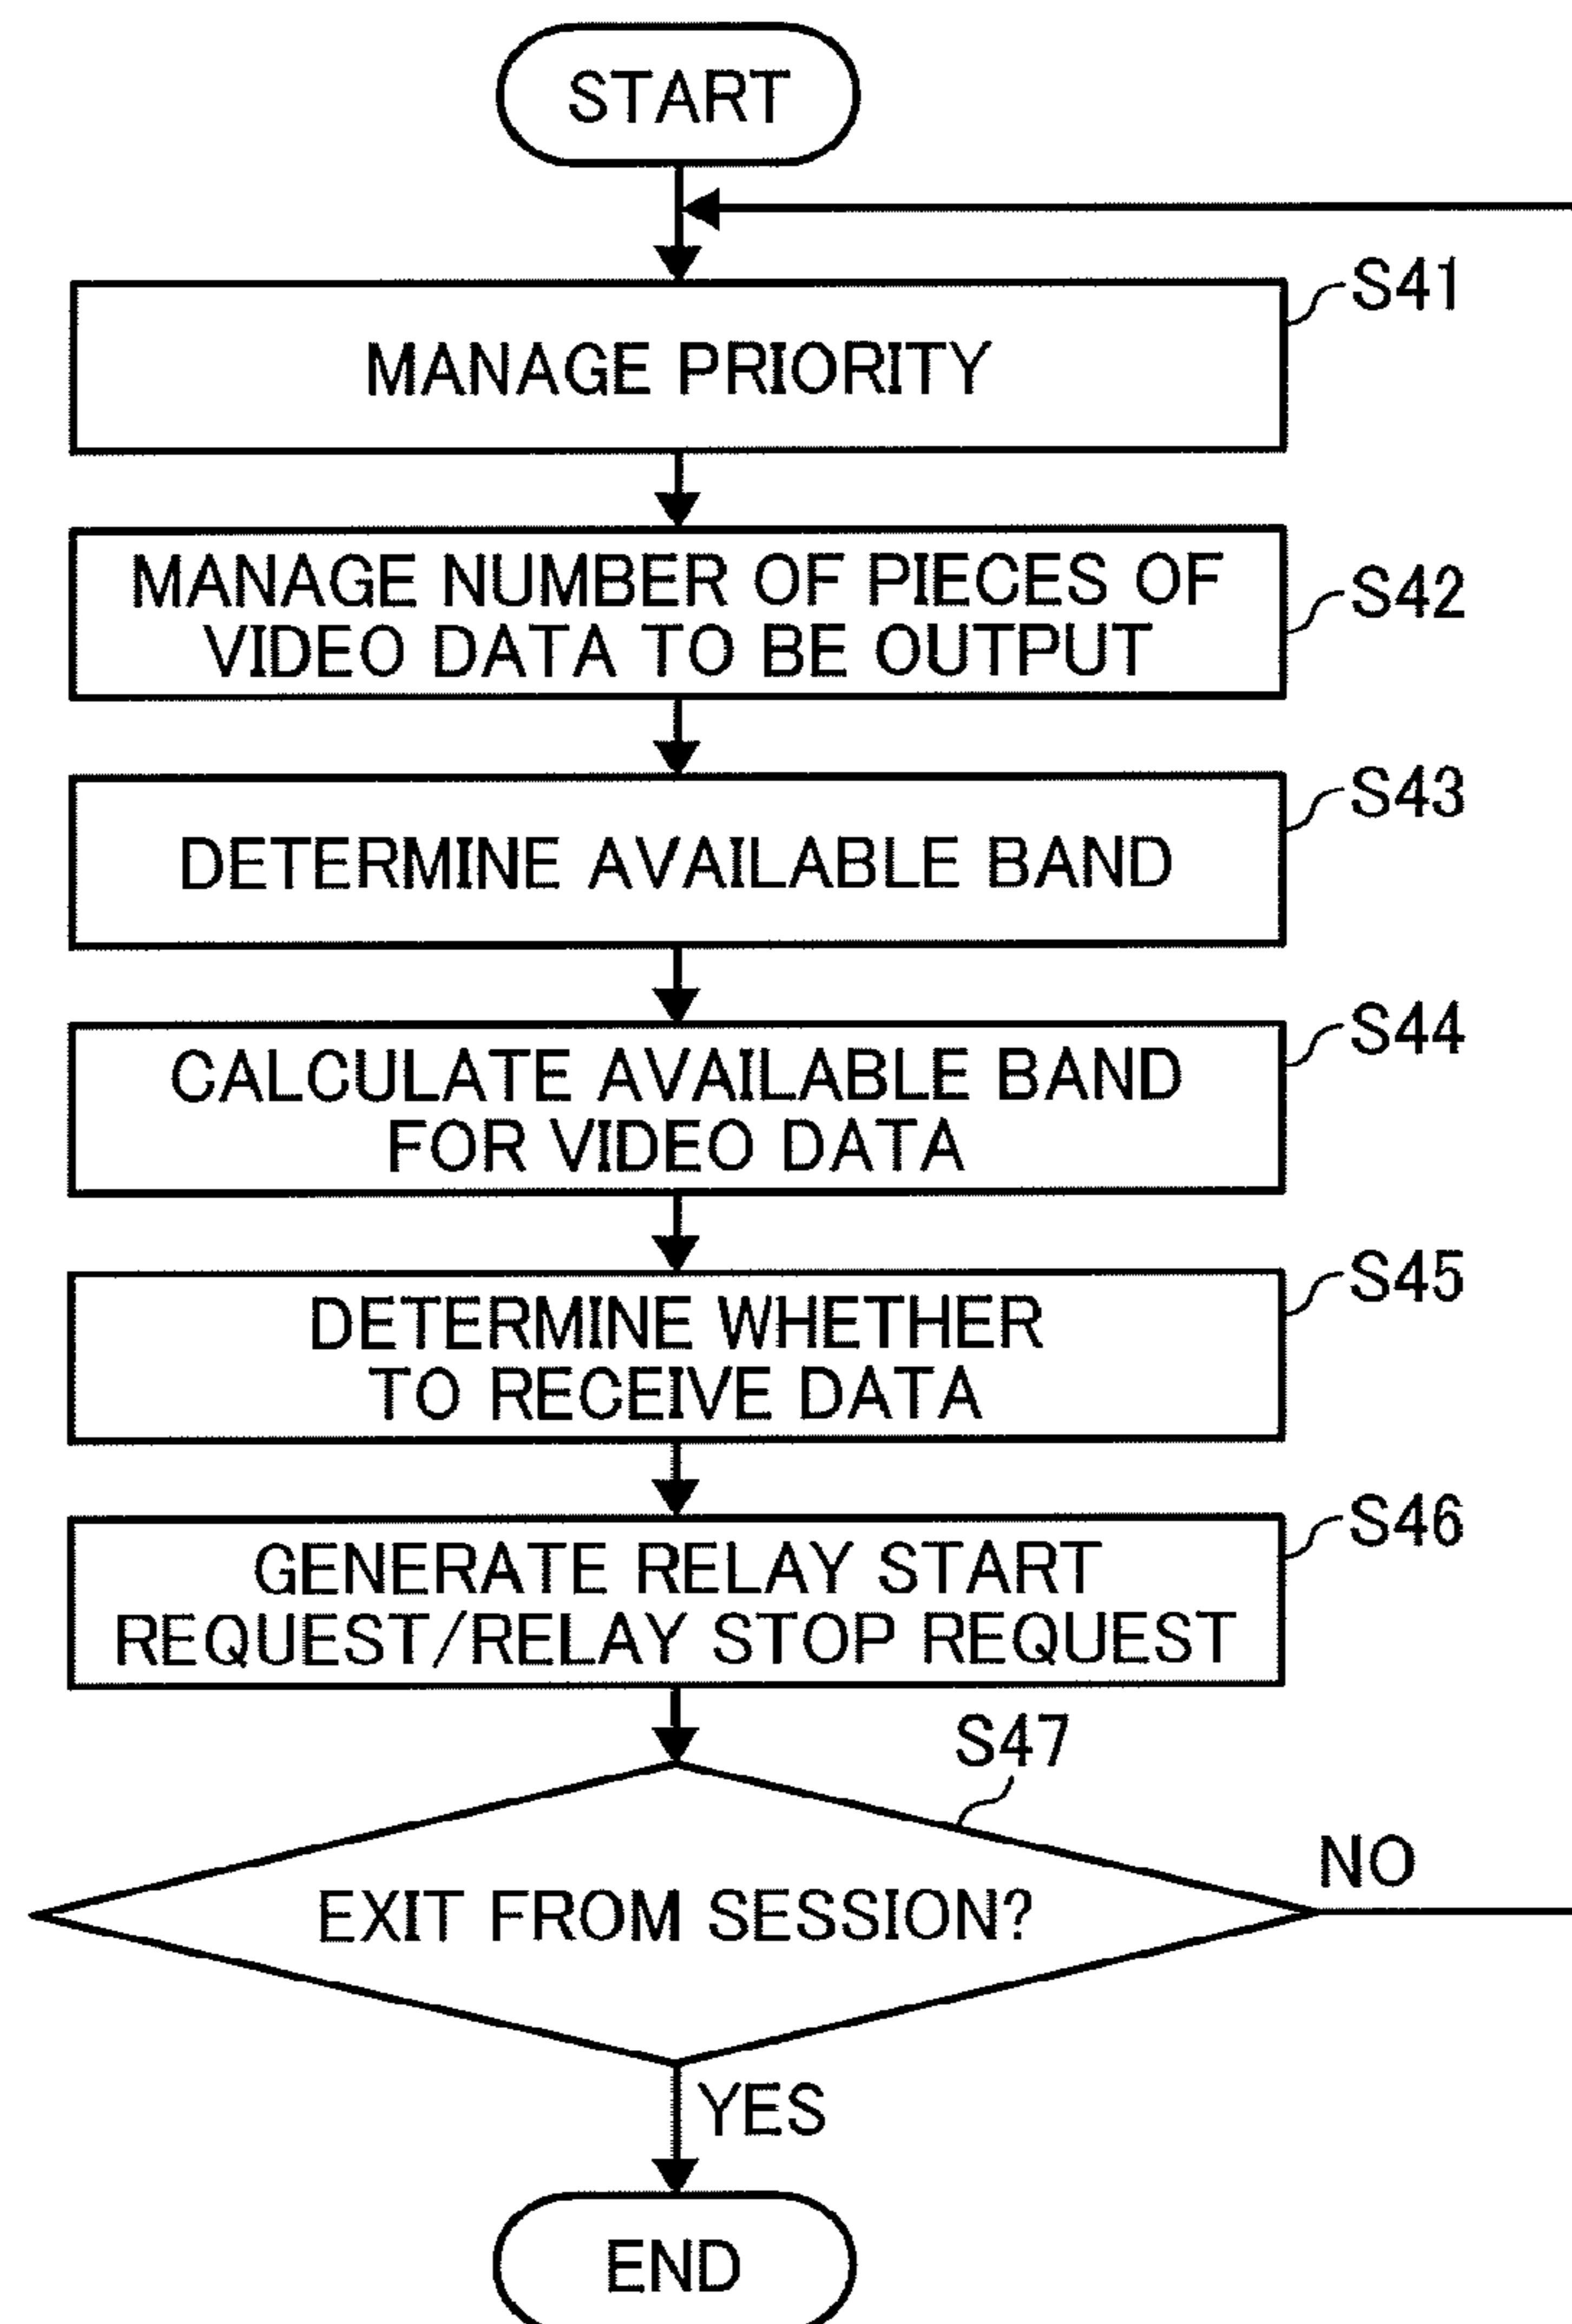 START
S41
MANAGE PRIORITY
MANAGE NUMBER OF PIECES OF
VIDEO DATA TO BE OUTPUT
S42
S43
DETERMINE AVAILABLE BAND
S44
CALCULATE AVAILABLE BAND
FOR VIDEO DATA
S45
DETERMINE WHETHER
TO RECEIVE DATA
S46
GENERATE RELAY START
REQUEST/RELAY STOP REQUEST
S47
NO
EXIT FROM SESSION?
YES
END